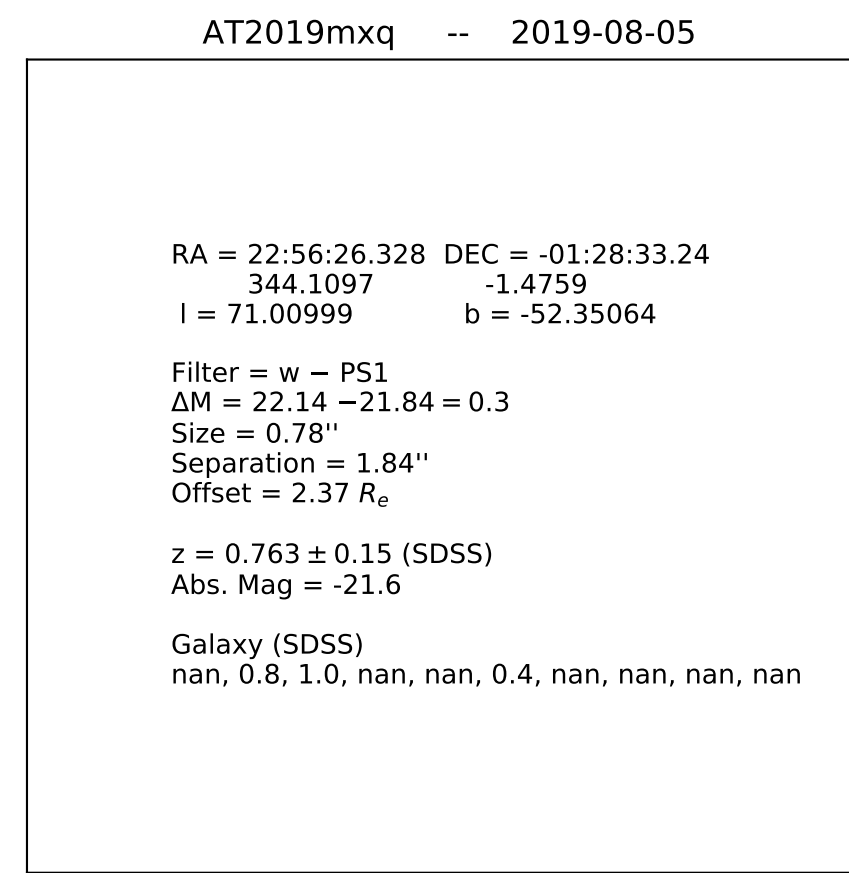 AT2019mxq -- 2019-08-05
RA = 22:56:26.328 DEC = -01:28:33.24
344.1097 -1.4759
l = 71.00999 b = -52.35064
Filter = w − PS1
ΔM = 22.14 −21.84 = 0.3
Size = 0.78''
Separation = 1.84''
Offset = 2.37 Re
z = 0.763 ± 0.15 (SDSS)
Abs. Mag = -21.6
Galaxy (SDSS)
nan, 0.8, 1.0, nan, nan, 0.4, nan, nan, nan, nan